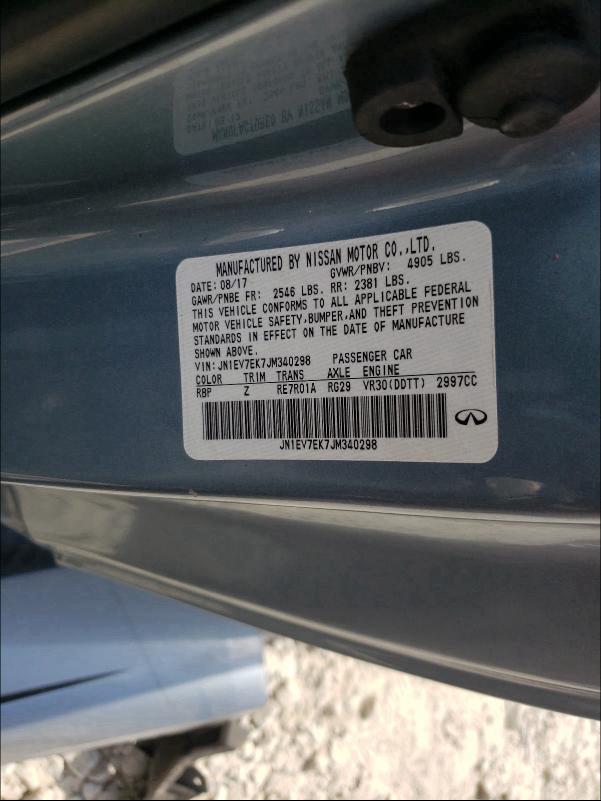 MANUFACTURED BY NISSAN MOTOR CO.,LTD.
DATE: 08/17 GVWR/PNBV: 4905 LBS.
GAWR/PNBE FR: 2546 LBS. RR: 2381 LBS.
THIS VEHICLE CONFORMS TO ALL APPLICABLE FEDERAL
MOTOR VEHICLE SAFETY,BUMPER,AND THEFT PREVENTION
STANDARDS IN EFFECT ON THE DATE OF MANUFACTURE
SHOWN ABOVE.
VIN: JN1EV7EK7JM340298 PASSENGER CAR
COLOR TRIM TRANS AXLE ENGINE
RBP Z RE7R01A RG29 VR30(DDTT) 2997CC
JN1EV7EK7JM340298